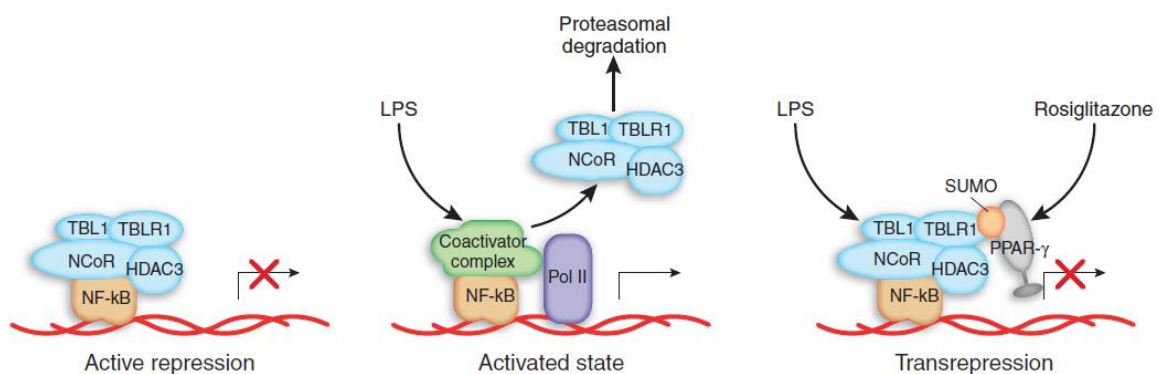 Proteasomal
degradation
LPS
TBL1 TBLR1
NCoR
HDAC3
Coactivator
complex
Pol II
NF-kB
TBL1 TBLR1
NCoR
HDAC3
NF-kB
LPS
Rosiglitazone
SUMO
TBL1 TBLR1
PPAR-γ
NCoR
HDAC3
NF-kB
Active repression
Activated state
Transrepression